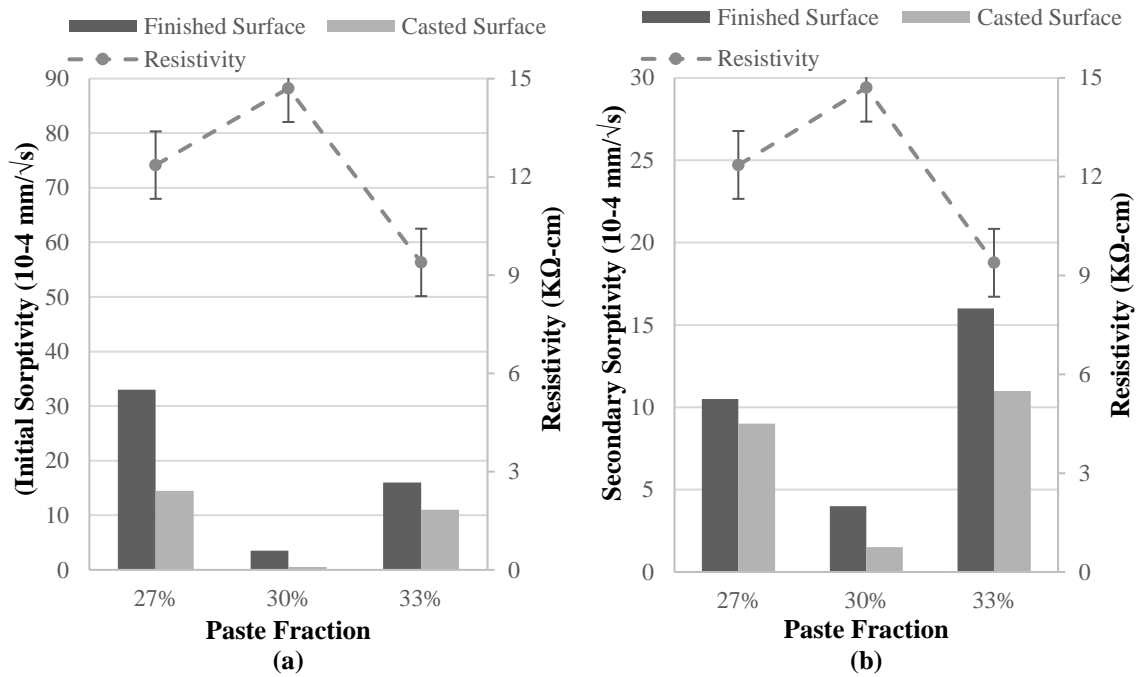 Finished Surface Casted Surface
Resistivity
90
80
70
60
50
40
30
20
10
0
(Initial Sorptivity (10-4 mm/√s)
15
12
9
6
3
0
Resistivity (KΩ-cm)
27% 30% 33%
Paste Fraction
(a)
Finished Surface Casted Surface
Resistivity
30
25
20
15
10
5
0
Secondary Sorptivity (10-4 mm/√s)
15
12
9
6
3
0
Resistivity (KΩ-cm)
27% 30% 33%
Paste Fraction
(b)